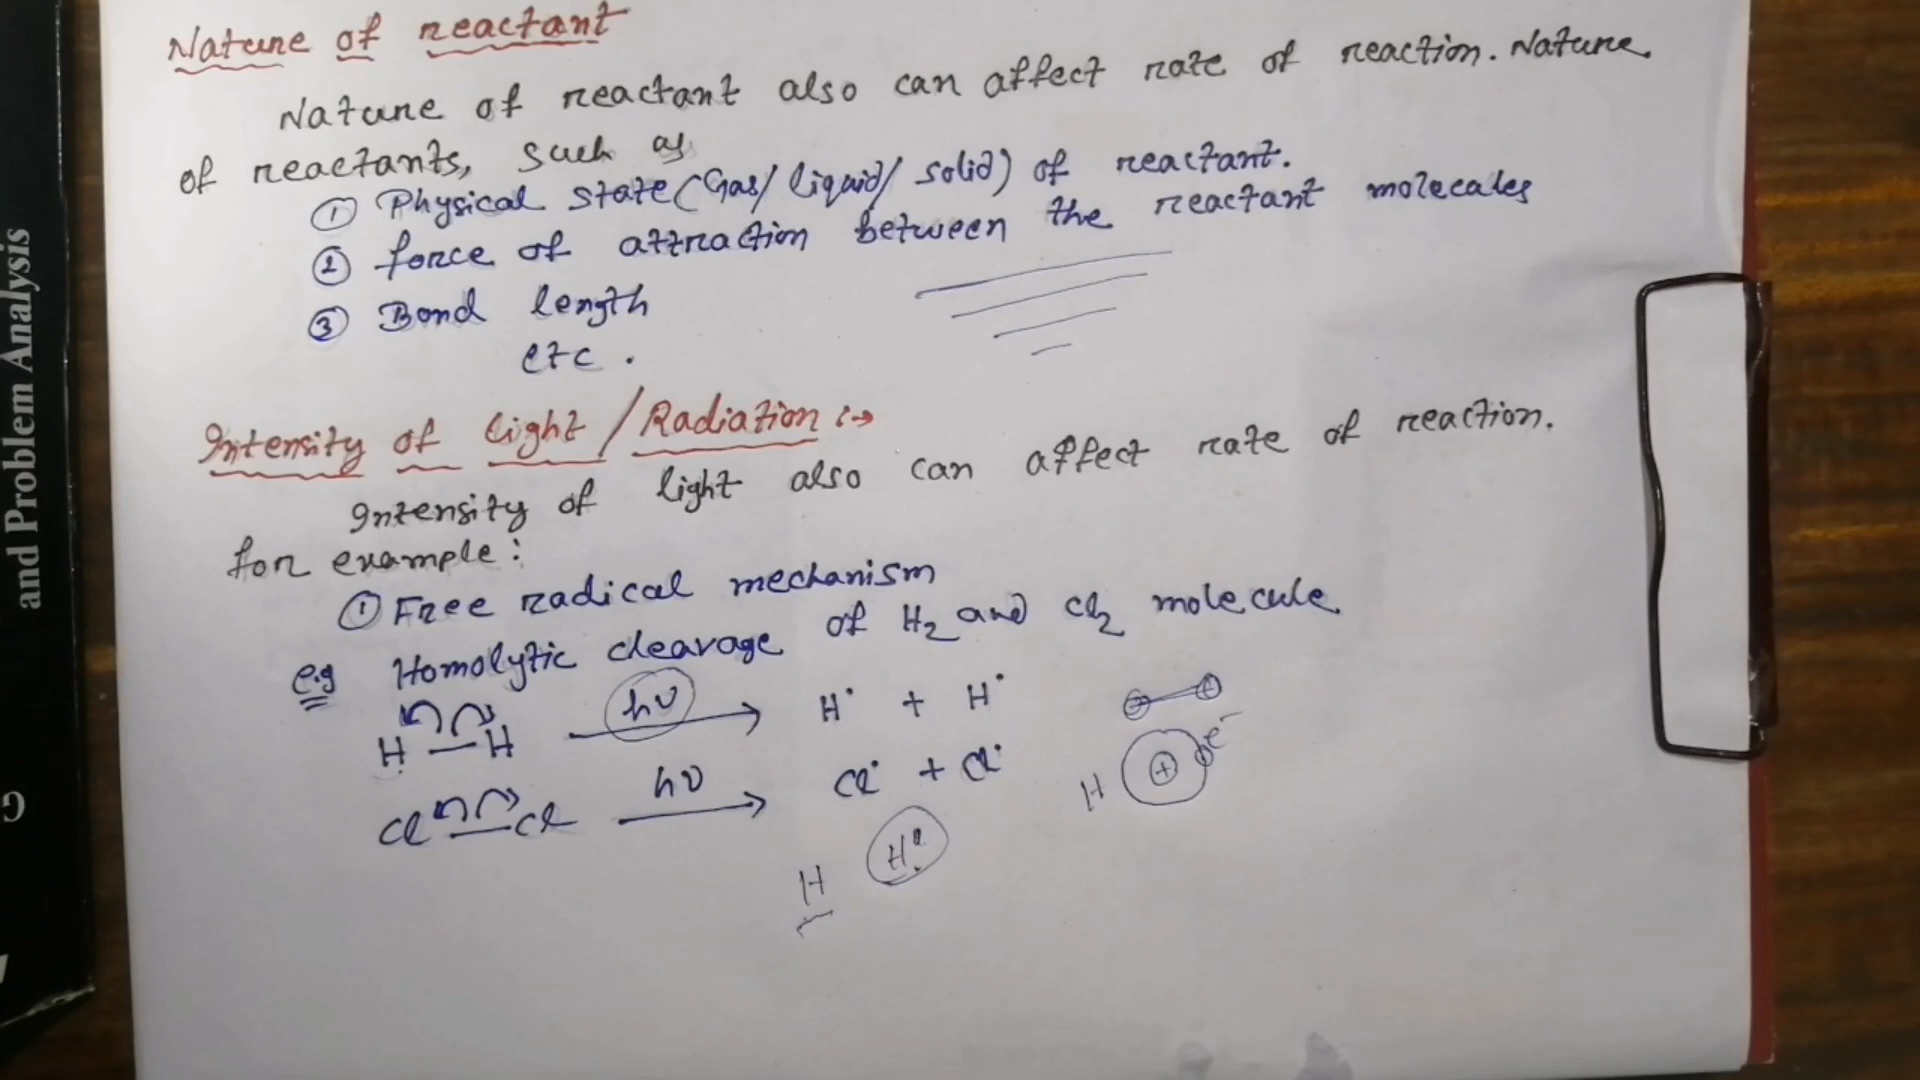 Nature of reactant
Nature of reactant also can affect rate of reaction. Nature
of reactants, such as
① Physical state (Gas/liquid/solid) of reactant.
② force of attraction between the reactant molecules
③ Bond length
etc.
Intensity of light/Radiation :→
Intensity of light also can affect rate of reaction.
for example:
① Free radical mechanism
e.g Homolytic cleavage of H₂ and Cl₂ molecule
H — H hν → H• + H•
Cl — Cl hν → Cl• + Cl•
H + e⁻
H H•
and Problem Analysis